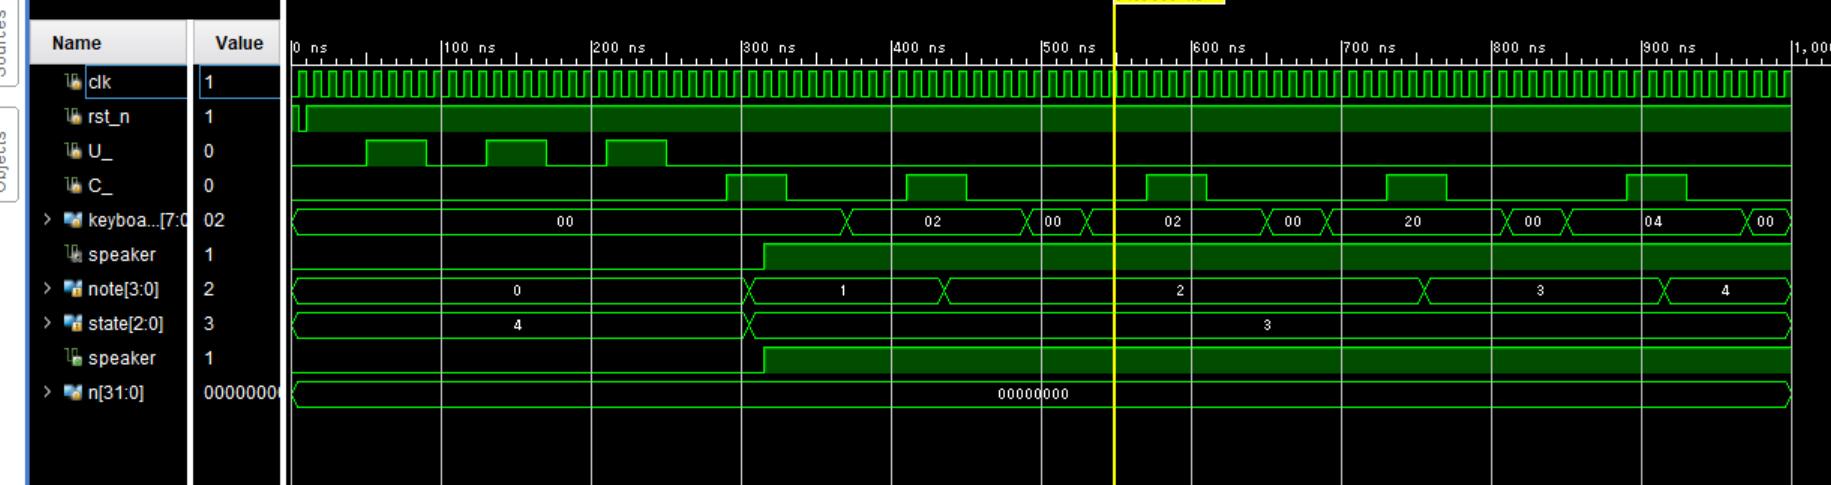 Sources
Objects
Name Value
0 ns 100 ns 200 ns 300 ns 400 ns 500 ns 600 ns 700 ns 800 ns 900 ns 1,000
clk 1
rst_n 1
U_ 0
C_ 0
keyboa...[7:0 02 00 02 00 02 00 20 00 04 00
speaker 1
note[3:0] 2 0 1 2 3 4
state[2:0] 3 4 3
speaker 1
n[31:0] 00000000 00000000